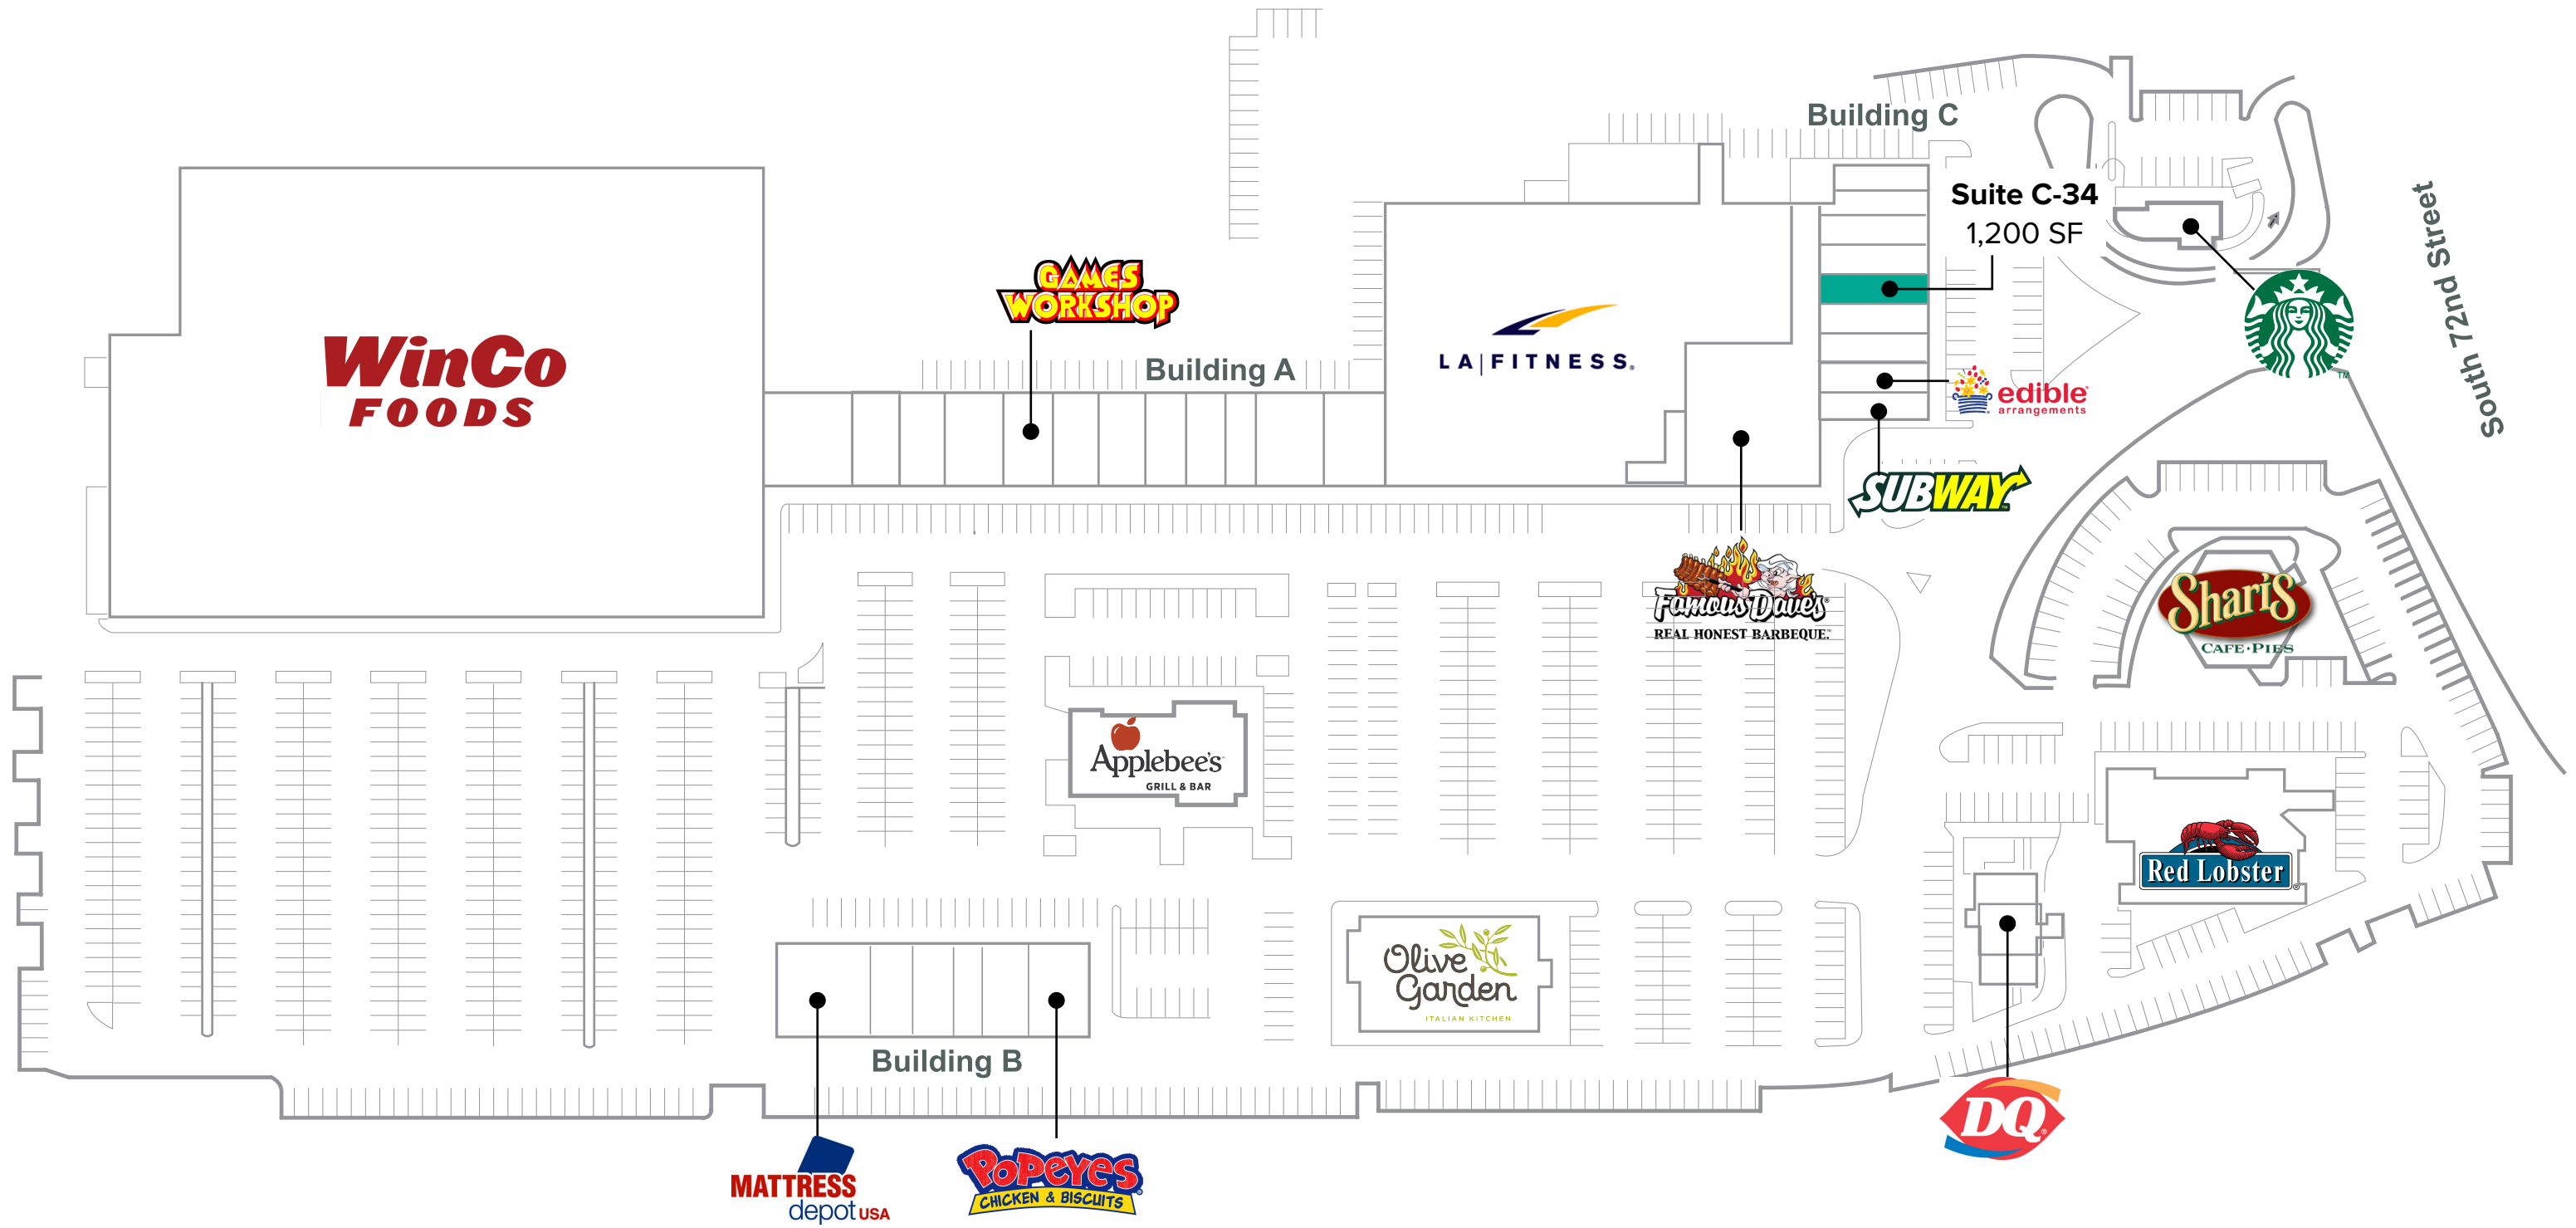 Building C
Suite C-34
1,200 SF
South 72nd Street
GAMES
WORKSHOP
WinCo
FOODS
Building A
LA|FITNESS®
TM
edible®
arrangements
SUBWAY
Famous Dave's
REAL HONEST BARBEQUE.™
Shari's
CAFE•PIES
Applebee's
GRILL & BAR
Red Lobster®
Olive
Garden
ITALIAN KITCHEN
Building B
DQ®
MATTRESS
depot USA
POPEYES®
CHICKEN & BISCUITS